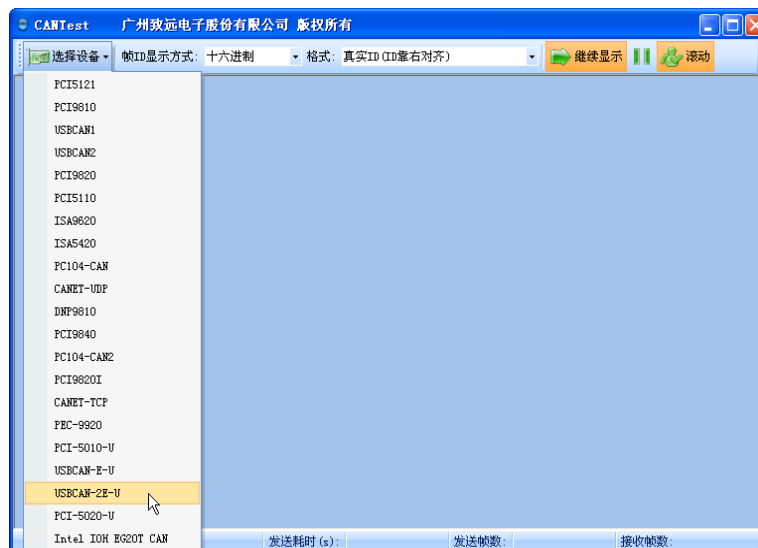 CANTest 广州致远电子股份有限公司 版权所有
选择设备 帧ID显示方式: 十六进制 格式: 真实ID(ID靠右对齐) 继续显示 滚动
PCI5121
PCI9810
USBCAN1
USBCAN2
PCI9820
PCI5110
ISA9620
ISA5420
PC104-CAN
CANET-UDP
DNP9810
PCI9840
PC104-CAN2
PCI9820I
CANET-TCP
PEC-9920
PCI-5010-U
USBCAN-E-U
USBCAN-2E-U
PCI-5020-U
Intel IOH EG20T CAN
发送耗时(s): 发送帧数: 接收帧数: